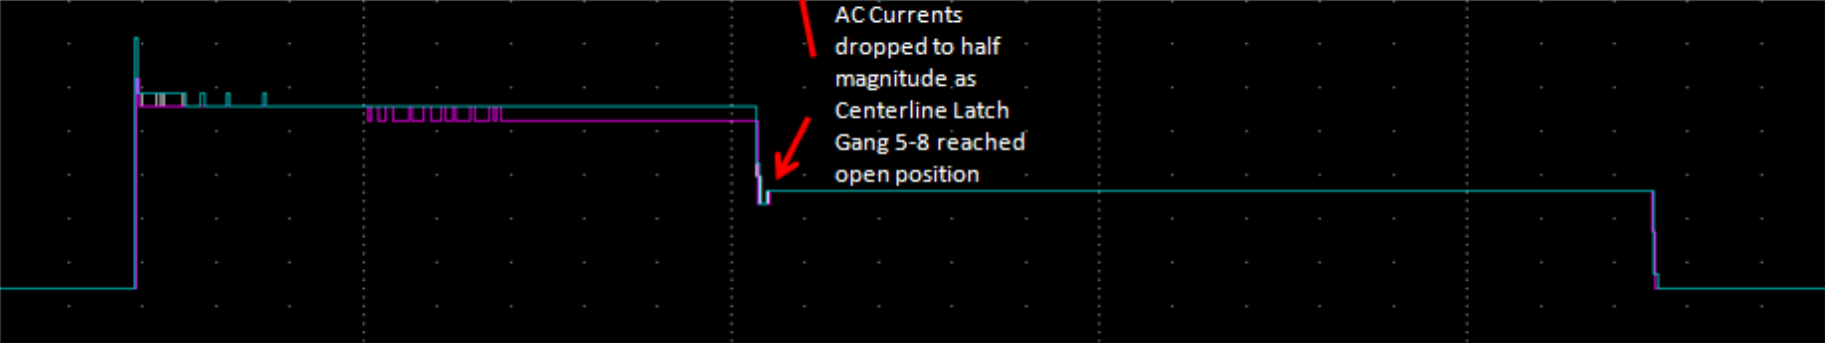 AC Currents
dropped to half
magnitude as
Centerline Latch
Gang 5-8 reached
open position